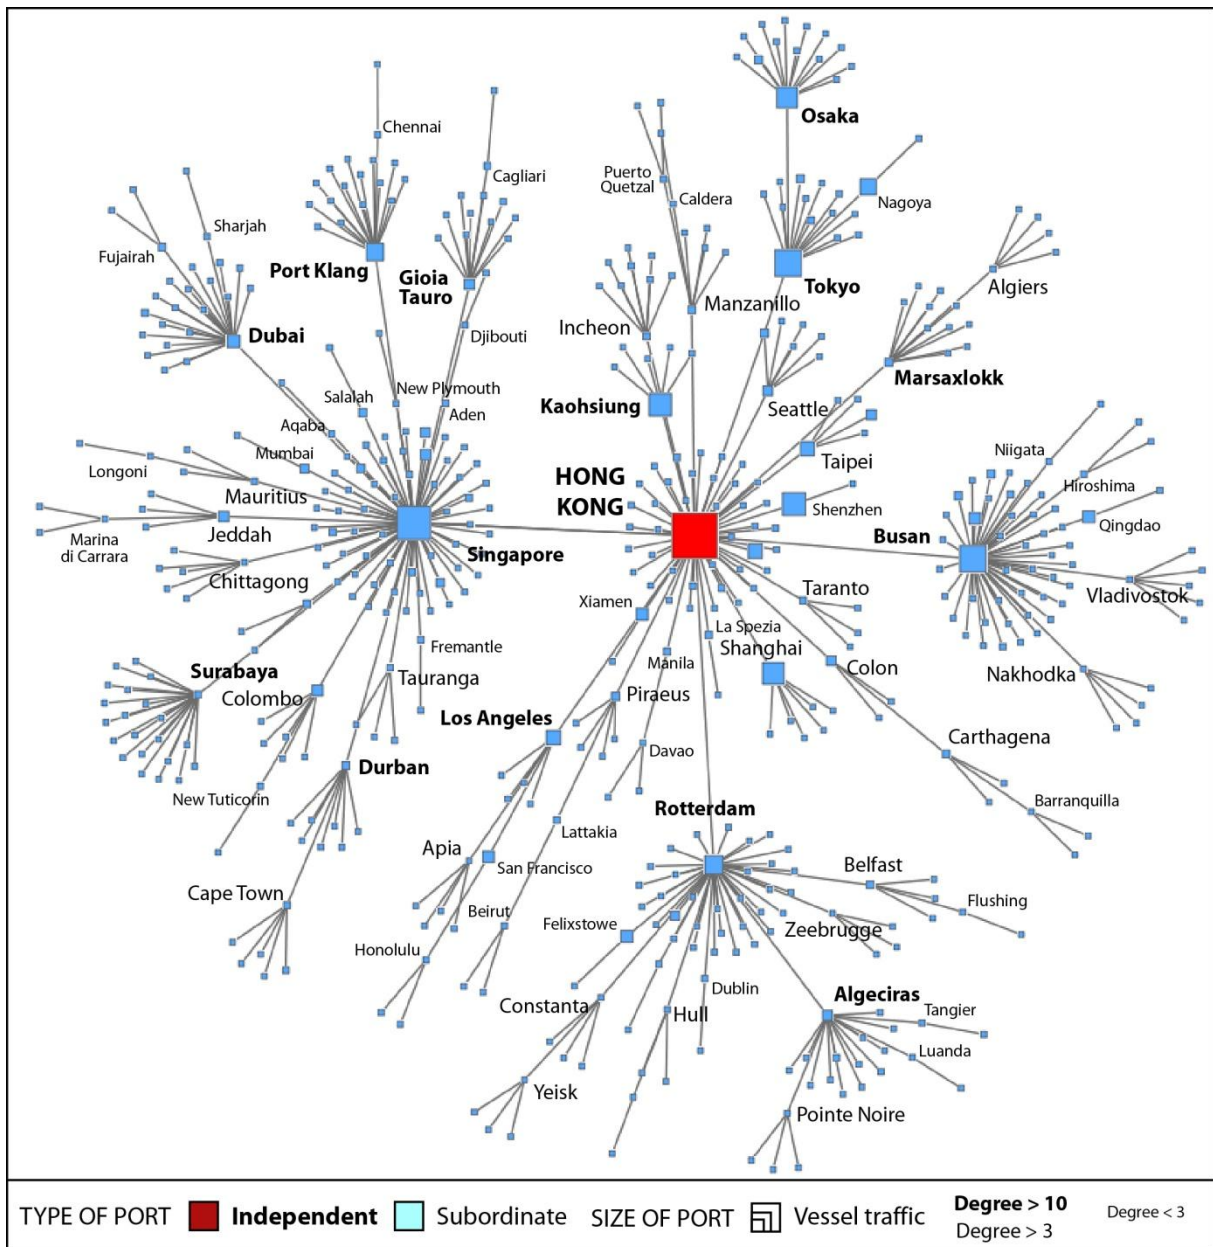 Osaka
Chennai
Puerto
Quetzal
Cagliari
Nagoya
Caldera
Sharjah
Fujairah
Port Klang
Gioia
Tauro
Tokyo
Algiers
Manzanillo
Incheon
Djibouti
Dubai
Marsaxlokk
New Plymouth
Salalah
Kaohsiung
Seattle
Aden
Aqaba
Niigata
Mumbai
Taipei
Longoni
HONG
KONG
Hiroshima
Mauritius
Shenzhen
Qingdao
Jeddah
Marina
di Carrara
Singapore
Busan
Chittagong
Taranto
Vladivostok
Xiamen
La Spezia
Fremantle
Shanghai
Manila
Colon
Surabaya
Nakhodka
Tauranga
Colombo
Piraeus
Los Angeles
Carthagena
Davao
Durban
New Tuticorin
Barranquilla
Rotterdam
Lattakia
Apia
San Francisco
Belfast
Cape Town
Flushing
Beirut
Felixstowe
Zeebrugge
Honolulu
Dublin
Algeciras
Constanta
Tangier
Hull
Luanda
Yeisk
Pointe Noire
TYPE OF PORT Independent Subordinate SIZE OF PORT Vessel traffic
Degree > 10
Degree > 3
Degree < 3